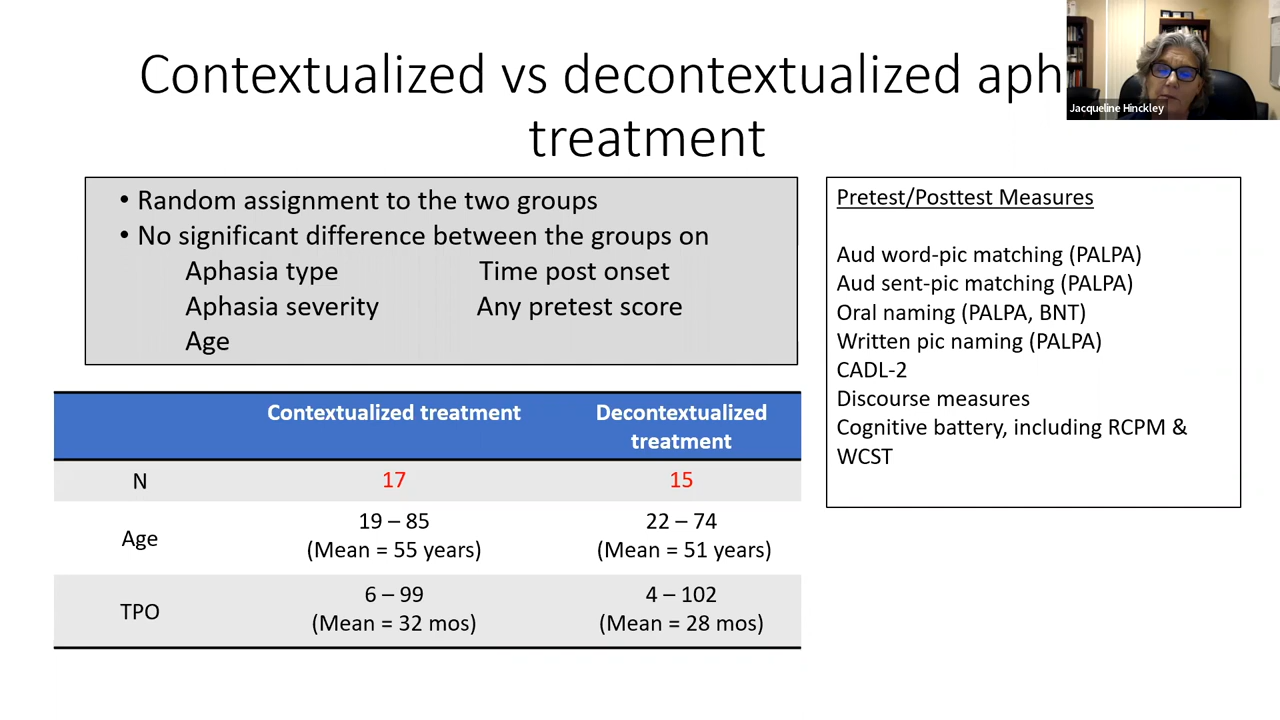 Contextualized vs decontextualized aph
treatment
Jacqueline Hinckley
• Random assignment to the two groups
• No significant difference between the groups on
Aphasia type Time post onset
Aphasia severity Any pretest score
Age
Pretest/Posttest Measures
Aud word-pic matching (PALPA)
Aud sent-pic matching (PALPA)
Oral naming (PALPA, BNT)
Written pic naming (PALPA)
CADL-2
Discourse measures
Cognitive battery, including RCPM &
WCST
Contextualized treatment Decontextualized
treatment
N 17 15
Age 19 – 85 22 – 74
(Mean = 55 years) (Mean = 51 years)
TPO 6 – 99 4 – 102
(Mean = 32 mos) (Mean = 28 mos)